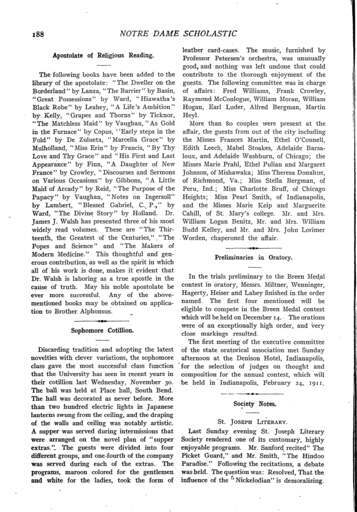 188 NOTRE DAME SCHOLASTIC
Apostolate of Religious Reading.
The following books have been added to the
library of the apostolate: "The Dweller on the
Borderland" by Lanza, "The Barrier" by Basin,
"Great Possessions" by Ward, "Hiawatha's
Black Robe" by Leahey, "A Life's Ambition"
by Kelly, "Grapes and Thorns" by Ticknor,
"The Matchless Maid" by Vaughan, "As Gold
in the Furnace" by Copus, "Early steps in the
Fold" by De Zulueta, "Marcella Grace" by
Mulholland, "Miss Erin" by Francis, "By Thy
Love and Thy Grace" and "His First and Last
Appearance" by Finn, "A Daughter of New
France" by Crowley, "Discourses and Sermons
on Various Occasions" by Gibbons, "A Little
Maid of Arcady" by Reid, "The Purpose of the
Papacy" by Vaughan, "Notes on Ingersoll"
by Lambert, "Blessed Gabriel, C. P.," by
Ward, "The Divine Story" by Holland. Dr.
James J. Walsh has presented three of his most
widely read volumes. These are "The Thir-
teenth, the Greatest of the Centuries," "The
Popes and Science" and "The Makers of
Modern Medicine." This thoughtful and gen-
erous contribution, as well as the spirit in which
all of his work is done, makes it evident that
Dr. Walsh is laboring as a true apostle in the
cause of truth. May his noble apostolate be
ever more successful. Any of the above-
mentioned books may be obtained on applica-
tion to Brother Alphonsus.
Sophomore Cotillion.
Discarding tradition and adopting the latest
novelties with clever variations, the sophomore
class gave the most successful class function
that the University has seen in recent years in
their cotillion last Wednesday, November 30.
The ball was held at Place hall, South Bend.
The hall was decorated as never before. More
than two hundred electric lights in Japanese
lanterns swung from the ceiling, and the draping
of the walls and ceiling was notably artistic.
A supper was served during intermissions that
were arranged on the novel plan of "supper
extras." The guests were divided into four
different groups, and one-fourth of the company
was served during each of the extras. The
programs, maroon colored for the gentlemen
and white for the ladies, took the form of
leather card-cases. The music, furnished by
Professor Petersen's orchestra, was unusually
good, and nothing was left undone that could
contribute to the thorough enjoyment of the
guests. The following committee was in charge
of affairs: Fred Williams, Frank Crowley,
Raymond McCoulogue, William Moran, William
Hogan, Earl Luder, Alfred Bergman, Martin
Heyl.
More than 80 couples were present at the
affair, the guests from out of the city including
the Misses Frances Martin, Ethel O'Connell,
Edith Leech, Mabel Stoakes, Adelaide Barna-
loux, and Adelaide Washburn, of Chicago; the
Misses Marie Prahl, Ethel Fulian and Margaret
Johnson, of Mishawaka; Miss Theresa Donahue,
of Richmond, Va.; Miss Stella Bergman, of
Peru, Ind.; Miss Charlotte Bruff, of Chicago
Heights; Miss Pearl Smith, of Indianapolis,
and the Misses Marie Keip and Marguerite
Cahill, of St. Mary's college. Mr. and Mrs.
William Logan Benitz, Mr. and Mrs. William
Budd Kelley, and Mr. and Mrs. John Lorimer
Worden, chaperoned the affair.
Preliminaries in Oratory.
In the trials preliminary to the Breen Medal
contest in oratory, Messrs. Miltner, Wenninger,
Hagerty, Heiser and Lahey finished in the order
named. The first four mentioned will be
eligible to compete in the Breen Medal contest
which will be held on December 14. The orations
were of an exceptionally high order, and very
close markings resulted.
The first meeting of the executive committee
of the state oratorical association met Sunday
afternoon at the Denison Hotel, Indianapolis,
for the selection of judges on thought and
composition for the annual contest, which will
be held in Indianapolis, February 24, 1911.
Society Notes.
St. Joseph Literary.
Last Sunday evening St. Joseph Literary
Society rendered one of its customary, highly
enjoyable programs. Mr. Sanford recited "The
Picket Guard," and Mr. Smith, "The Hindoo
Paradise." Following the recitations, a debate
was held. The question was: Resolved, That the
influence of the "Nickelodian" is demoralizing.